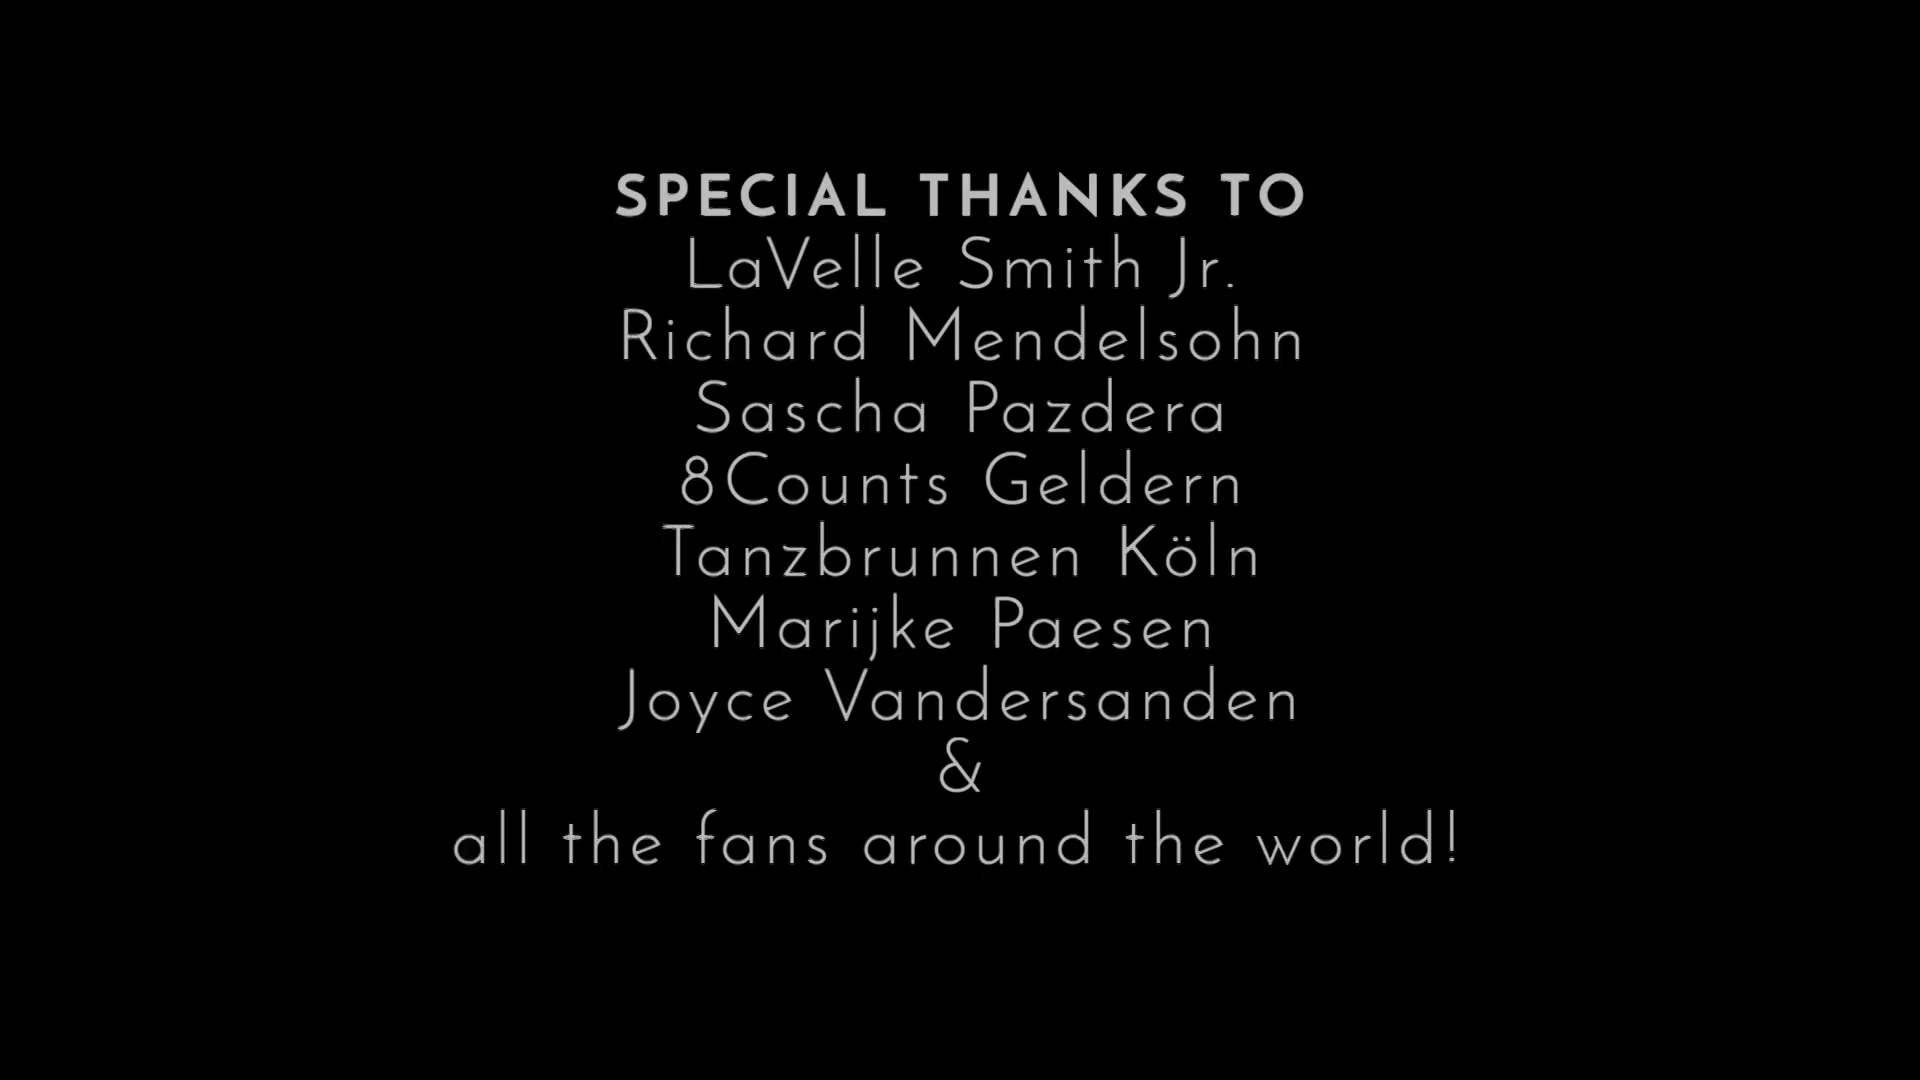 SPECIAL THANKS TO
LaVelle Smith Jr.
Richard Mendelsohn
Sascha Pazdera
8Counts Geldern
Tanzbrunnen Köln
Marijke Paesen
Joyce Vandersanden
&
all the fans around the world!